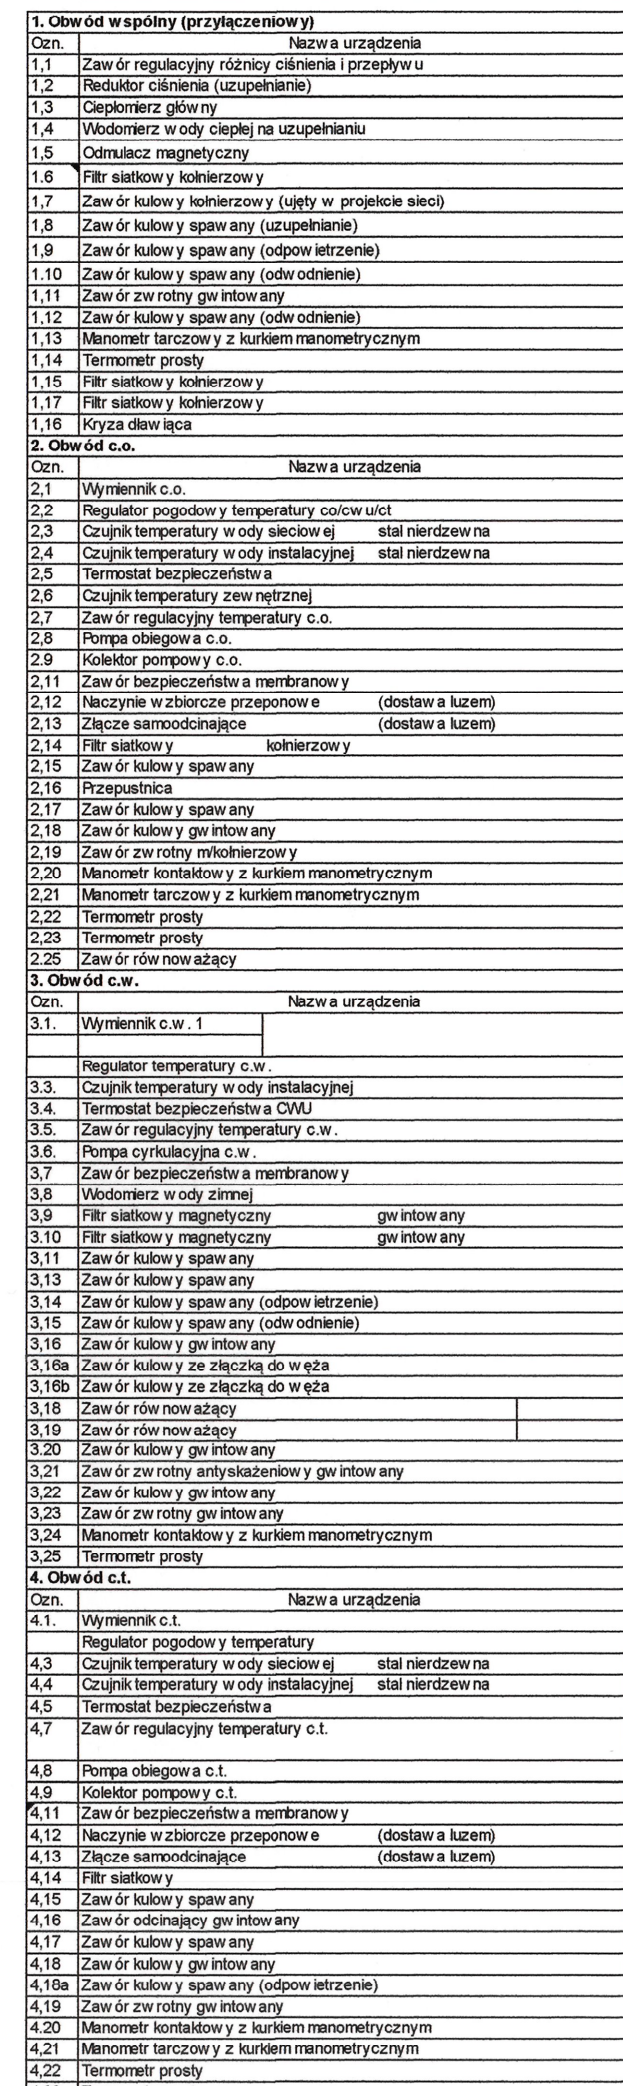 1. Obwód wspólny (przyłączeniowy)
Ozn. Nazwa urządzenia
1,1 Zawór regulacyjny różnicy ciśnienia i przepływu
1,2 Reduktor ciśnienia (uzupełnianie)
1,3 Ciepłomierz główny
1,4 Wodomierz wody ciepłej na uzupełnianiu
1,5 Odmulacz magnetyczny
1.6 Filtr siatkowy kołnierzowy
1,7 Zawór kulowy kołnierzowy (ujęty w projekcie sieci)
1,8 Zawór kulowy spawany (uzupełnianie)
1,9 Zawór kulowy spawany (odpowietrzenie)
1.10 Zawór kulowy spawany (odwodnienie)
1,11 Zawór zwrotny gwintowany
1,12 Zawór kulowy spawany (odwodnienie)
1,13 Manometr tarczowy z kurkiem manometrycznym
1,14 Termometr prosty
1,15 Filtr siatkowy kołnierzowy
1,17 Filtr siatkowy kołnierzowy
1,16 Kryza dławiąca
2. Obwód c.o.
Ozn. Nazwa urządzenia
2,1 Wymiennik c.o.
2,2 Regulator pogodowy temperatury co/cwu/ct
2,3 Czujnik temperatury wody sieciowej stal nierdzewna
2,4 Czujnik temperatury wody instalacyjnej stal nierdzewna
2,5 Termostat bezpieczeństwa
2,6 Czujnik temperatury zewnętrznej
2,7 Zawór regulacyjny temperatury c.o.
2,8 Pompa obiegowa c.o.
2.9 Kolektor pompowy c.o.
2,11 Zawór bezpieczeństwa membranowy
2,12 Naczynie wzbiorcze przeponowe (dostawa luzem)
2,13 Złącze samoodcinające (dostawa luzem)
2,14 Filtr siatkowy kołnierzowy
2,15 Zawór kulowy spawany
2,16 Przepustnica
2,17 Zawór kulowy spawany
2,18 Zawór kulowy gwintowany
2,19 Zawór zwrotny m/kołnierzowy
2,20 Manometr kontaktowy z kurkiem manometrycznym
2,21 Manometr tarczowy z kurkiem manometrycznym
2,22 Termometr prosty
2,23 Termometr prosty
2.25 Zawór równoważący
3. Obwód c.w.
Ozn. Nazwa urządzenia
3.1. Wymiennik c.w. 1
Regulator temperatury c.w.
3.3. Czujnik temperatury wody instalacyjnej
3.4. Termostat bezpieczeństwa CWU
3.5. Zawór regulacyjny temperatury c.w.
3.6. Pompa cyrkulacyjna c.w.
3,7 Zawór bezpieczeństwa membranowy
3,8 Wodomierz wody zimnej
3,9 Filtr siatkowy magnetyczny gwintowany
3.10 Filtr siatkowy magnetyczny gwintowany
3,11 Zawór kulowy spawany
3,13 Zawór kulowy spawany
3,14 Zawór kulowy spawany (odpowietrzenie)
3,15 Zawór kulowy spawany (odwodnienie)
3,16 Zawór kulowy gwintowany
3,16a Zawór kulowy ze złączką do węża
3,16b Zawór kulowy ze złączką do węża
3,18 Zawór równoważący
3,19 Zawór równoważący
3.20 Zawór kulowy gwintowany
3,21 Zawór zwrotny antyskażeniowy gwintowany
3,22 Zawór kulowy gwintowany
3,23 Zawór zwrotny gwintowany
3,24 Manometr kontaktowy z kurkiem manometrycznym
3,25 Termometr prosty
4. Obwód c.t.
Ozn. Nazwa urządzenia
4.1. Wymiennik c.t.
Regulator pogodowy temperatury
4,3 Czujnik temperatury wody sieciowej stal nierdzewna
4,4 Czujnik temperatury wody instalacyjnej stal nierdzewna
4,5 Termostat bezpieczeństwa
4,7 Zawór regulacyjny temperatury c.t.
4,8 Pompa obiegowa c.t.
4.9 Kolektor pompowy c.t.
4,11 Zawór bezpieczeństwa membranowy
4,12 Naczynie wzbiorcze przeponowe (dostawa luzem)
4,13 Złącze samoodcinające (dostawa luzem)
4,14 Filtr siatkowy
4,15 Zawór kulowy spawany
4,16 Zawór odcinający gwintowany
4,17 Zawór kulowy spawany
4,18 Zawór kulowy gwintowany
4,18a Zawór kulowy spawany (odpowietrzenie)
4,19 Zawór zwrotny gwintowany
4.20 Manometr kontaktowy z kurkiem manometrycznym
4,21 Manometr tarczowy z kurkiem manometrycznym
4,22 Termometr prosty